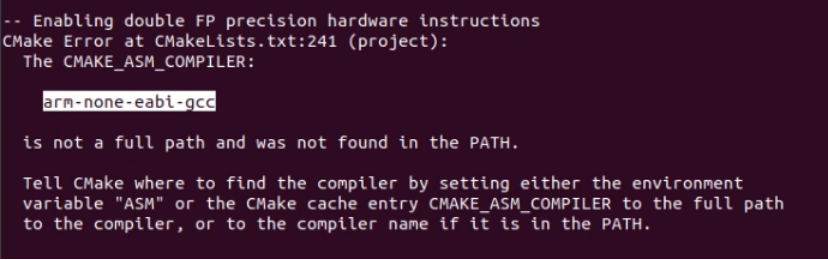 -- Enabling double FP precision hardware instructions
CMake Error at CMakeLists.txt:241 (project):
The CMAKE_ASM_COMPILER:
arm-none-eabi-gcc
is not a full path and was not found in the PATH.
Tell CMake where to find the compiler by setting either the environment
variable "ASM" or the CMake cache entry CMAKE_ASM_COMPILER to the full path
to the compiler, or to the compiler name if it is in the PATH.